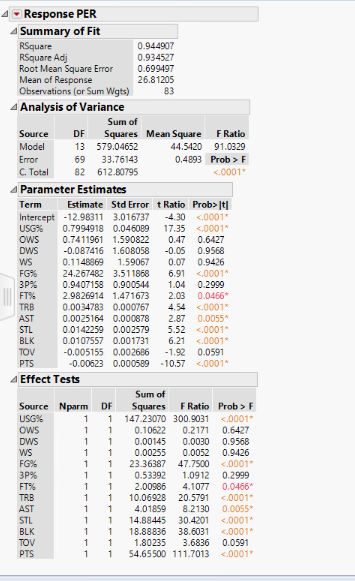 Response PER
Summary of Fit
RSquare 0.944907
RSquare Adj 0.934527
Root Mean Square Error 0.699497
Mean of Response 26.81205
Observations (or Sum Wgts) 83
Analysis of Variance
Sum of
Source DF Squares Mean Square F Ratio
Model 13 579.04652 44.5420 91.0329
Error 69 33.76143 0.4893 Prob > F
C. Total 82 612.80795 <.0001*
Parameter Estimates
Term Estimate Std Error t Ratio Prob>|t|
Intercept -12.98311 3.016737 -4.30 <.0001*
USG% 0.7994918 0.046089 17.35 <.0001*
OWS 0.7411961 1.590822 0.47 0.6427
DWS -0.087416 1.608058 -0.05 0.9568
WS 0.1148869 1.59067 0.07 0.9426
FG% 24.267482 3.511868 6.91 <.0001*
3P% 0.9407158 0.900544 1.04 0.2999
FT% 2.9826914 1.471673 2.03 0.0466*
TRB 0.0034783 0.000767 4.54 <.0001*
AST 0.0025164 0.000878 2.87 0.0055*
STL 0.0142259 0.002579 5.52 <.0001*
BLK 0.0107557 0.001731 6.21 <.0001*
TOV -0.005155 0.002686 -1.92 0.0591
PTS -0.00623 0.000589 -10.57 <.0001*
Effect Tests
Sum of
Source Nparm DF Squares F Ratio Prob > F
USG% 1 1 147.23070 300.9031 <.0001*
OWS 1 1 0.10622 0.2171 0.6427
DWS 1 1 0.00145 0.0030 0.9568
WS 1 1 0.00255 0.0052 0.9426
FG% 1 1 23.36387 47.7500 <.0001*
3P% 1 1 0.53392 1.0912 0.2999
FT% 1 1 2.00986 4.1077 0.0466*
TRB 1 1 10.06928 20.5791 <.0001*
AST 1 1 4.01859 8.2130 0.0055*
STL 1 1 14.88445 30.4201 <.0001*
BLK 1 1 18.88836 38.6031 <.0001*
TOV 1 1 1.80235 3.6836 0.0591
PTS 1 1 54.65500 111.7013 <.0001*